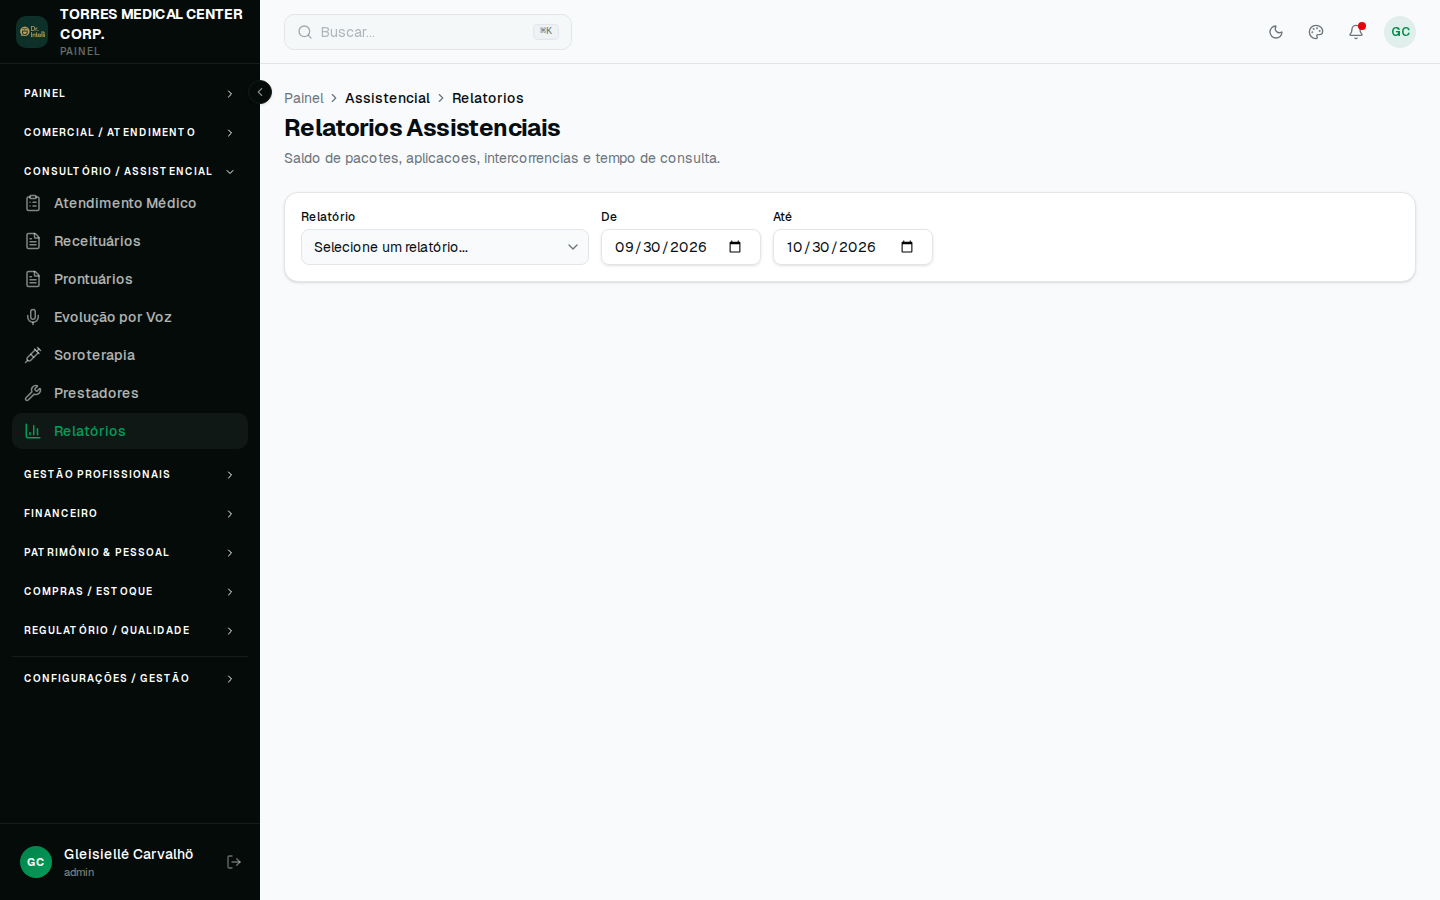 TORRES MEDICAL CENTER
CORP.
PAINEL
PAINEL
COMERCIAL / ATENDIMENTO
CONSULTÓRIO / ASSISTENCIAL
Atendimento Médico
Receituários
Prontuários
Evolução por Voz
Soroterapia
Prestadores
Relatórios
GESTÃO PROFISSIONAIS
FINANCEIRO
PATRIMÔNIO & PESSOAL
COMPRAS / ESTOQUE
REGULATÓRIO / QUALIDADE
CONFIGURAÇÕES / GESTÃO
GC
Gleisiellé Carvalhö
admin
Buscar...
⌘K
GC
Painel > Assistencial > Relatorios
Relatorios Assistenciais
Saldo de pacotes, aplicacoes, intercorrencias e tempo de consulta.
Relatório
De
Até
Selecione um relatório...
09/30/2026
10/30/2026